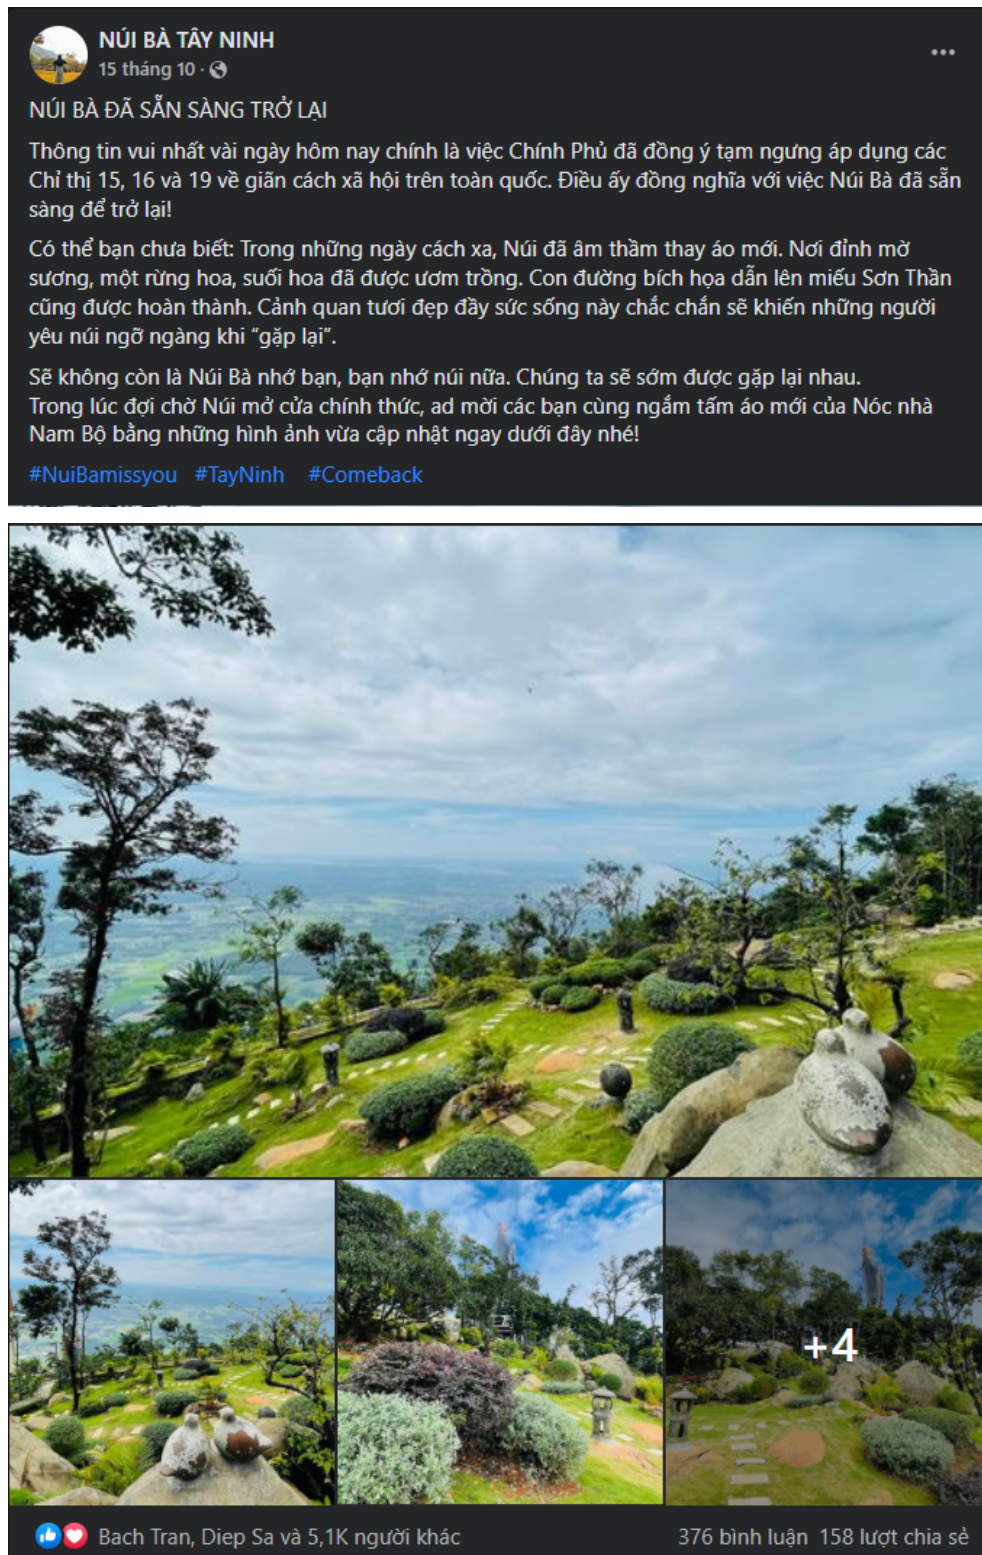 NÚI BÀ TÂY NINH
15 tháng 10 ·
NÚI BÀ ĐÃ SẴN SÀNG TRỞ LẠI
Thông tin vui nhất vài ngày hôm nay chính là việc Chính Phủ đã đồng ý tạm ngưng áp dụng các
Chỉ thị 15, 16 và 19 về giãn cách xã hội trên toàn quốc. Điều ấy đồng nghĩa với việc Núi Bà đã sẵn
sàng để trở lại!
Có thể bạn chưa biết: Trong những ngày cách xa, Núi đã âm thầm thay áo mới. Nơi đỉnh mờ
sương, một rừng hoa, suối hoa đã được ươm trồng. Con đường bích họa dẫn lên miếu Sơn Thần
cũng được hoàn thành. Cảnh quan tươi đẹp đầy sức sống này chắc chắn sẽ khiến những người
yêu núi ngỡ ngàng khi “gặp lại”.
Sẽ không còn là Núi Bà nhớ bạn, bạn nhớ núi nữa. Chúng ta sẽ sớm được gặp lại nhau.
Trong lúc đợi chờ Núi mở cửa chính thức, ad mời các bạn cùng ngắm tấm áo mới của Nóc nhà
Nam Bộ bằng những hình ảnh vừa cập nhật ngay dưới đây nhé!
#NuiBamissyou #TayNinh #Comeback
+4
Bach Tran, Diep Sa và 5,1K người khác
376 bình luận 158 lượt chia sẻ